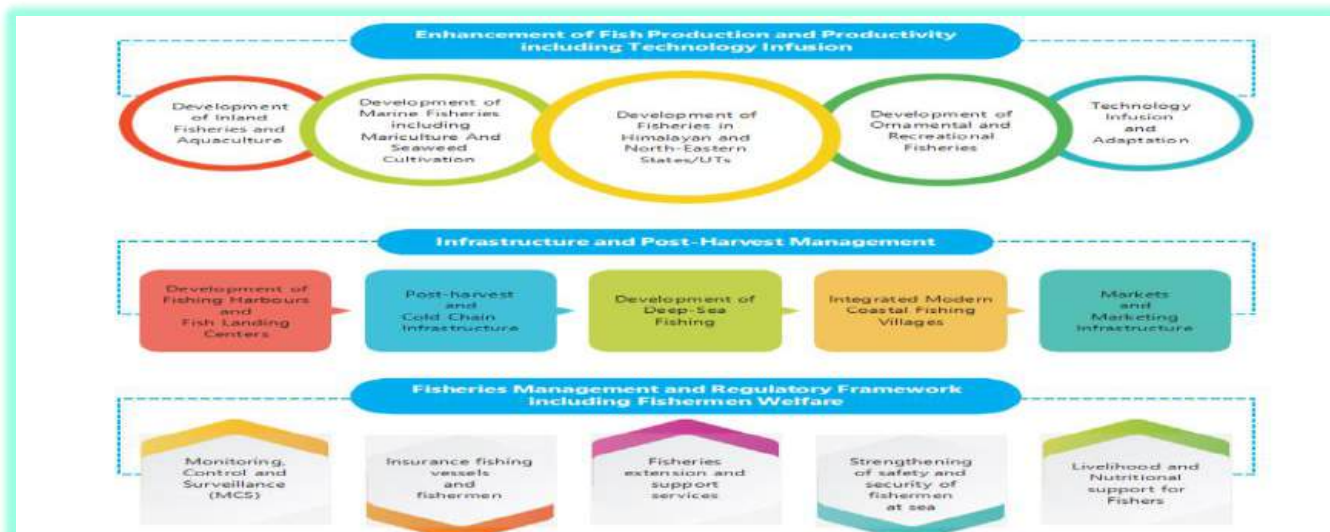 Enhancement of Fish Production and Productivity
including Technology Infusion
Development
of Inland
Fisheries and
Aquaculture
Development of
Marine Fisheries
including
Mariculture And
Seaweed
Cultivation
Development of
Fisheries in
Himalayan and
North-Eastern
States/UTs
Development of
Ornamental and
Recreational
Fisheries
Technology
Infusion
and
Adaptation
Infrastructure and Post-Harvest Management
Development of
Fishing Harbours
and
Fish Landing
Centers
Post-harvest
and
Cold Chain
Infrastructure
Development of
Deep-Sea
Fishing
Integrated Modern
Coastal Fishing
Villages
Markets
and
Marketing
Infrastructure
Fisheries Management and Regulatory Framework
Including Fishermen Welfare
Monitoring,
Control and
Surveillance
(MCS)
Insurance fishing
vessels
and
fishermen
Fisheries
extension and
support
services
Strengthening
of safety and
security of
fishermen
at sea
Livelihood and
Nutritional
support for
Fishers